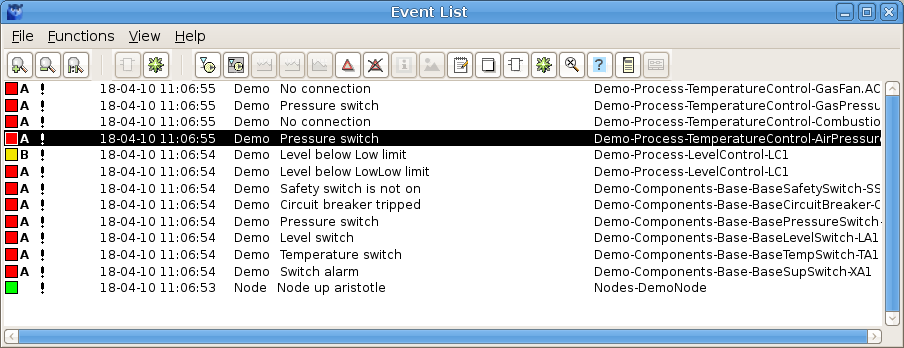 Event List
File Functions View Help
A ! 18-04-10 11:06:55 Demo No connection Demo-Process-TemperatureControl-GasFan.AC
A ! 18-04-10 11:06:55 Demo Pressure switch Demo-Process-TemperatureControl-GasPressu
A ! 18-04-10 11:06:55 Demo No connection Demo-Process-TemperatureControl-Combustio
A ! 18-04-10 11:06:55 Demo Pressure switch Demo-Process-TemperatureControl-AirPressure
B ! 18-04-10 11:06:54 Demo Level below Low limit Demo-Process-LevelControl-LC1
A ! 18-04-10 11:06:54 Demo Level below LowLow limit Demo-Process-LevelControl-LC1
A ! 18-04-10 11:06:54 Demo Safety switch is not on Demo-Components-Base-BaseSafetySwitch-SS
A ! 18-04-10 11:06:54 Demo Circuit breaker tripped Demo-Components-Base-BaseCircuitBreaker-C
A ! 18-04-10 11:06:54 Demo Pressure switch Demo-Components-Base-BasePressureSwitch-
A ! 18-04-10 11:06:54 Demo Level switch Demo-Components-Base-BaseLevelSwitch-LA1
A ! 18-04-10 11:06:54 Demo Temperature switch Demo-Components-Base-BaseTempSwitch-TA1
A ! 18-04-10 11:06:54 Demo Switch alarm Demo-Components-Base-BaseSupSwitch-XA1
! 18-04-10 11:06:53 Node Node up aristotle Nodes-DemoNode